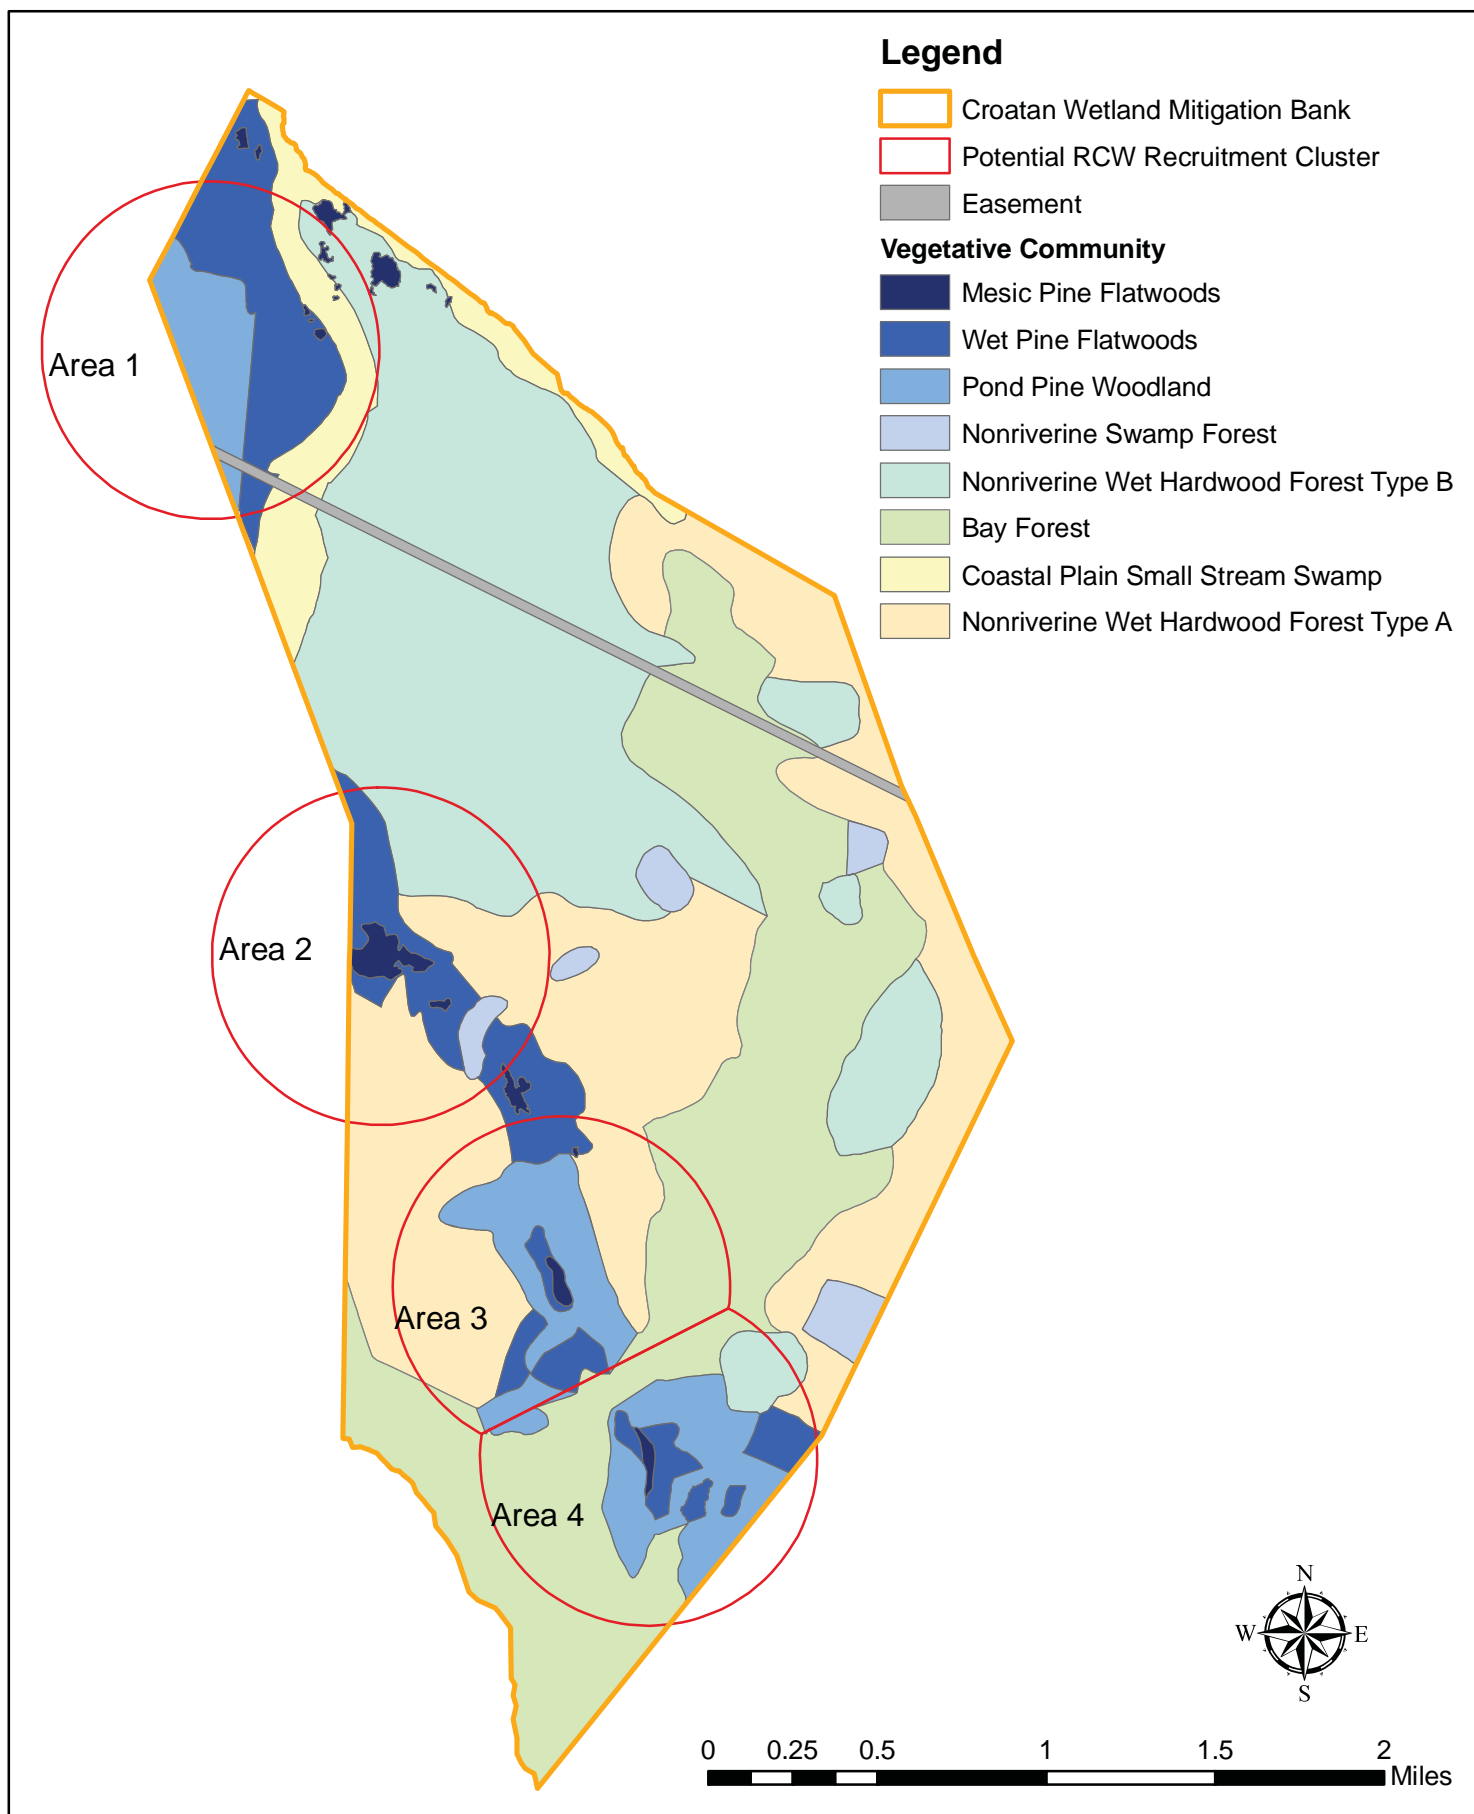 Legend
Croatan Wetland Mitigation Bank
Potential RCW Recruitment Cluster
Easement
Vegetative Community
Mesic Pine Flatwoods
Wet Pine Flatwoods
Pond Pine Woodland
Nonriverine Swamp Forest
Nonriverine Wet Hardwood Forest Type B
Bay Forest
Coastal Plain Small Stream Swamp
Nonriverine Wet Hardwood Forest Type A
Area 1
Area 2
Area 3
Area 4
N
W E
S
0 0.25 0.5 1 1.5 2
Miles